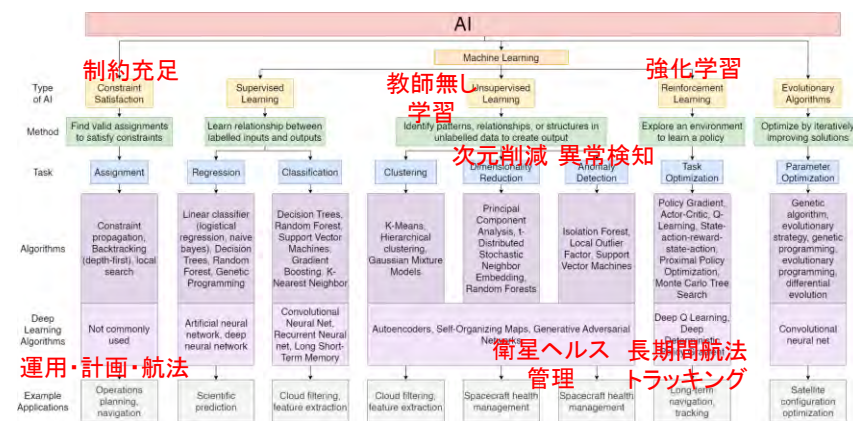 AI
Machine Learning
制約充足
教師無し
学習
強化学習
Type
of AI
Constraint
Satisfaction
Supervised
Learning
Unsupervised
Learning
Reinforcement
Learning
Evolutionary
Algorithms
Method
Find valid assignments
to satisfy constraints
Learn relationship between
labelled inputs and outputs
Identify patterns, relationships, or structures in
unlabelled data to create output
Explore an environment
to learn a policy
Optimize by iteratively
improving solutions
次元削減 異常検知
Task
Assignment
Regression
Classification
Clustering
Dimensionality
Reduction
Anomaly
Detection
Task
Optimization
Parameter
Optimization
Algorithms
Constraint
propagation,
Backtracking
(depth-first), local
search
Linear classifier
(logistical
regression, naive
bayes), Decision
Trees, Random
Forest, Genetic
Programming
Decision Trees,
Random Forest,
Support Vector
Machines,
Gradient
Boosting. K-
Nearest Neighbor
K-Means,
Hierarchical
clustering,
Gaussian Mixture
Models
Principal
Component
Analysis, t-
Distributed
Stochastic
Neighbor
Embedding,
Random Forests
Isolation Forest,
Local Outlier
Factor, Support
Vector Machines
Policy Gradient,
Actor-Critic, Q-
Learning, State-
action-reward-
state-action,
Proximal Policy
Optimization,
Monte Carlo Tree
Search
Genetic
algorithm,
evolutionary
strategy, genetic
programming,
evolutionary
programming,
differential
evolution
Deep
Learning
Algorithms
Not commonly
used
Artificial neural
network, deep
neural network
Convolutional
Neural Net,
Recurrent Neural
net, Long Short-
Term Memory
Autoencoders, Self-Organizing Maps, Generative Adversarial
Networks
Deep Q Learning,
Deep
Deterministic
Convolutional
neural net
運用・計画・航法
衛星ヘルス
管理
長期間航法
トラッキング
Example
Applications
Operations
planning,
navigation
Scientific
prediction
Cloud filtering,
feature extraction
Cloud filtering,
feature extraction
Spacecraft health
management
Spacecraft health
management
Long term
navigation,
tracking
Satellite
configuration
optimization